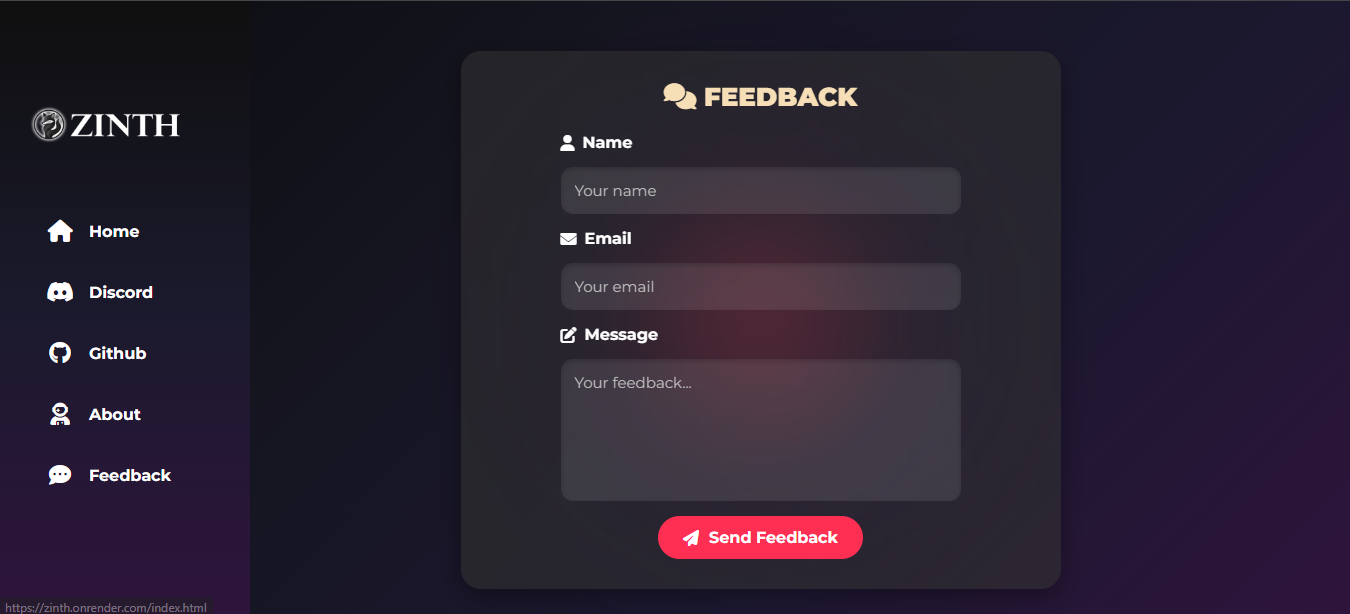 ZINTH
Home
Discord
Github
About
Feedback
FEEDBACK
Name
Your name
Email
Your email
Message
Your feedback...
Send Feedback
https://zinth.onrender.com/index.html